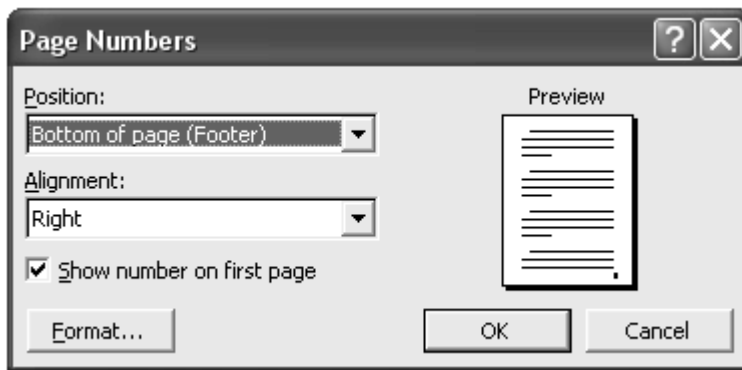 Page Numbers
Position:
Preview
Bottom of page (Footer)
Alignment:
Right
Show number on first page
Format...
OK
Cancel